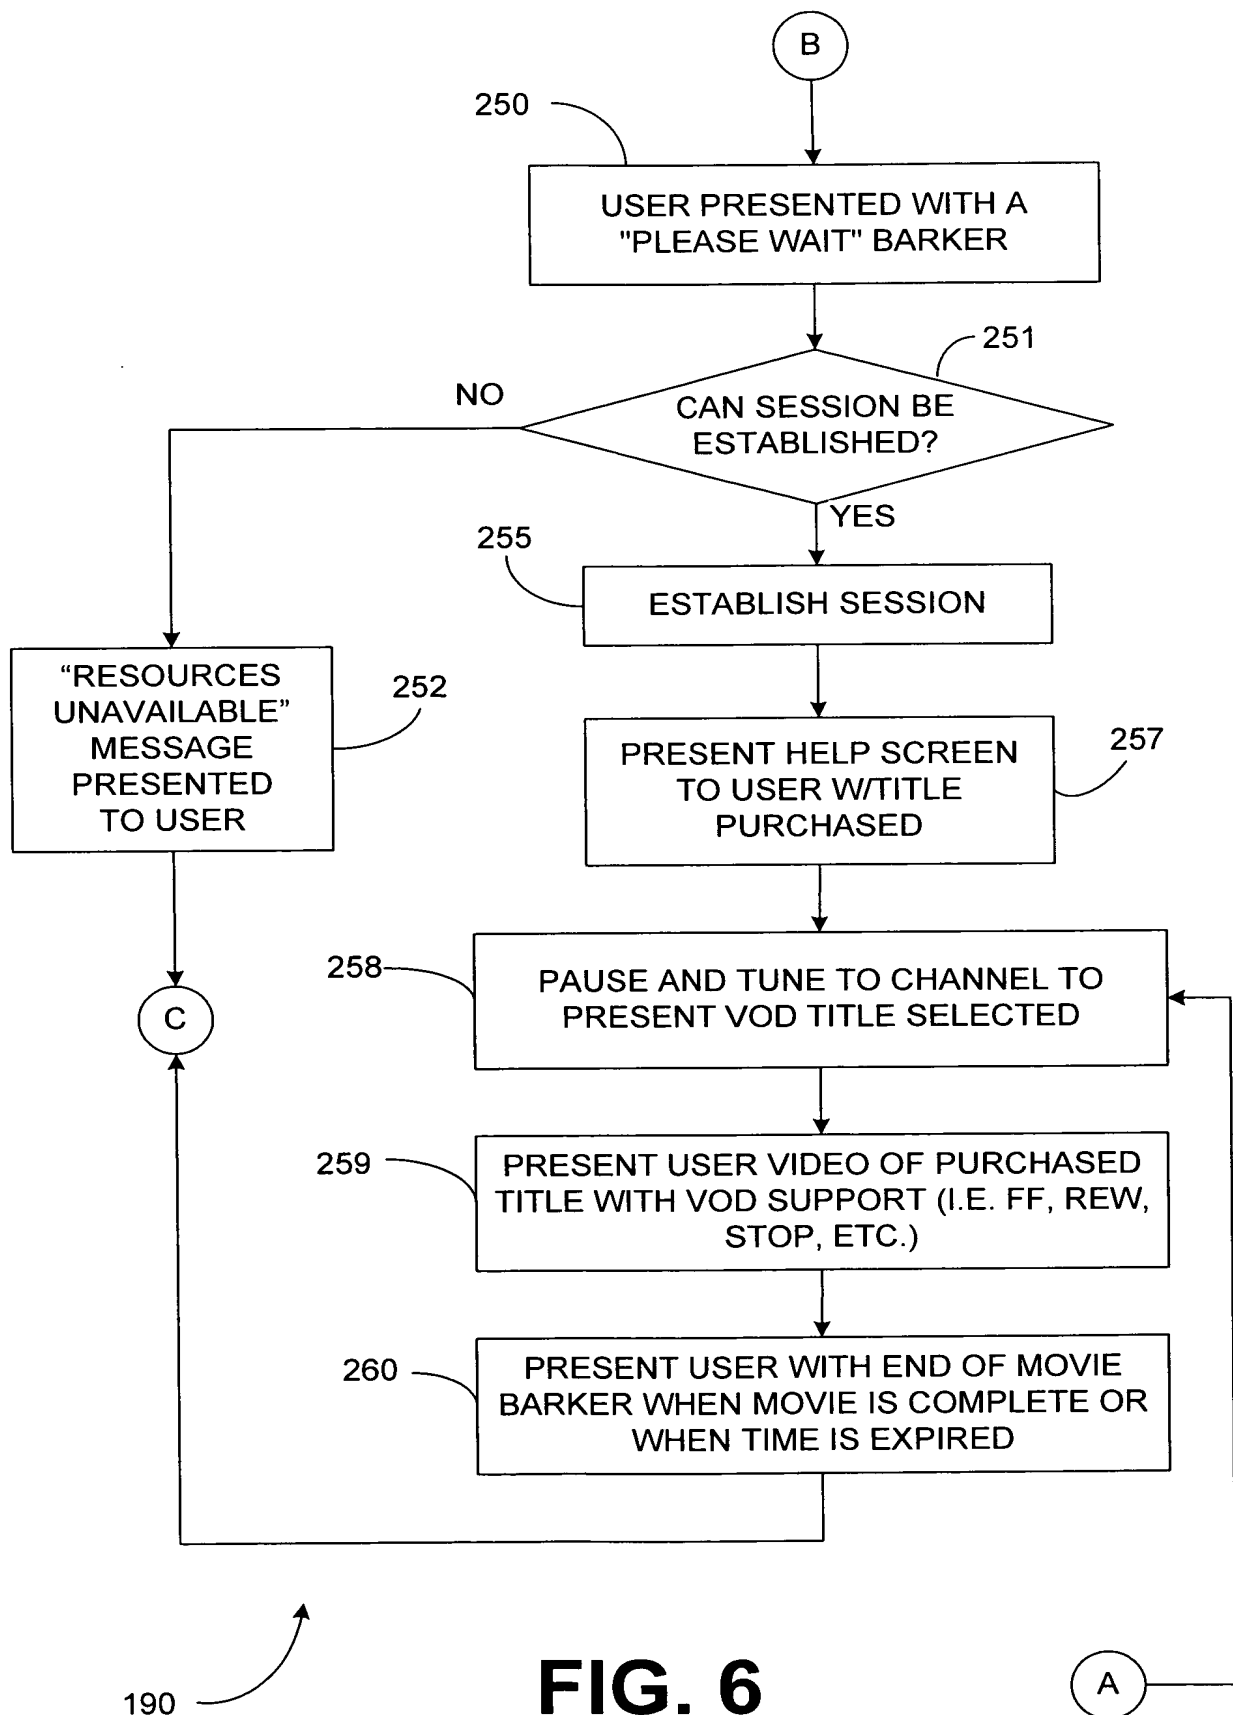 B
250
USER PRESENTED WITH A
"PLEASE WAIT" BARKER
251
NO
CAN SESSION BE
ESTABLISHED?
YES
255
ESTABLISH SESSION
“RESOURCES
UNAVAILABLE”
MESSAGE
PRESENTED
TO USER
252
PRESENT HELP SCREEN
TO USER W/TITLE
PURCHASED
257
258
PAUSE AND TUNE TO CHANNEL TO
PRESENT VOD TITLE SELECTED
C
259
PRESENT USER VIDEO OF PURCHASED
TITLE WITH VOD SUPPORT (I.E. FF, REW,
STOP, ETC.)
260
PRESENT USER WITH END OF MOVIE
BARKER WHEN MOVIE IS COMPLETE OR
WHEN TIME IS EXPIRED
190
FIG. 6
A